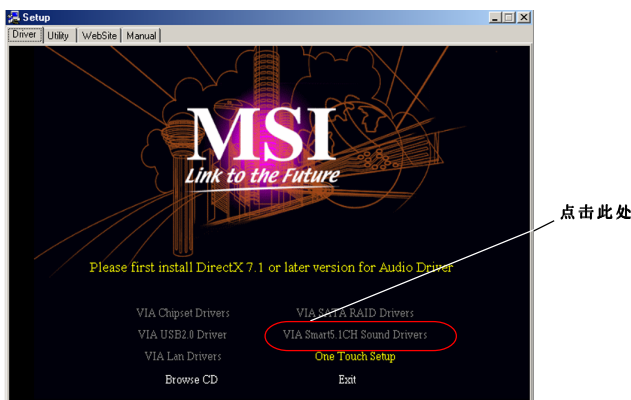 Setup
Driver Utility WebSite Manual
MSI
Link to the Future
点击此处
Please first install DirectX 7.1 or later version for Audio Driver
VIA Chipset Drivers VIA SATA RAID Drivers
VIA USB2.0 Driver VIA Smart5.1CH Sound Drivers
VIA Lan Drivers One Touch Setup
Browse CD Exit